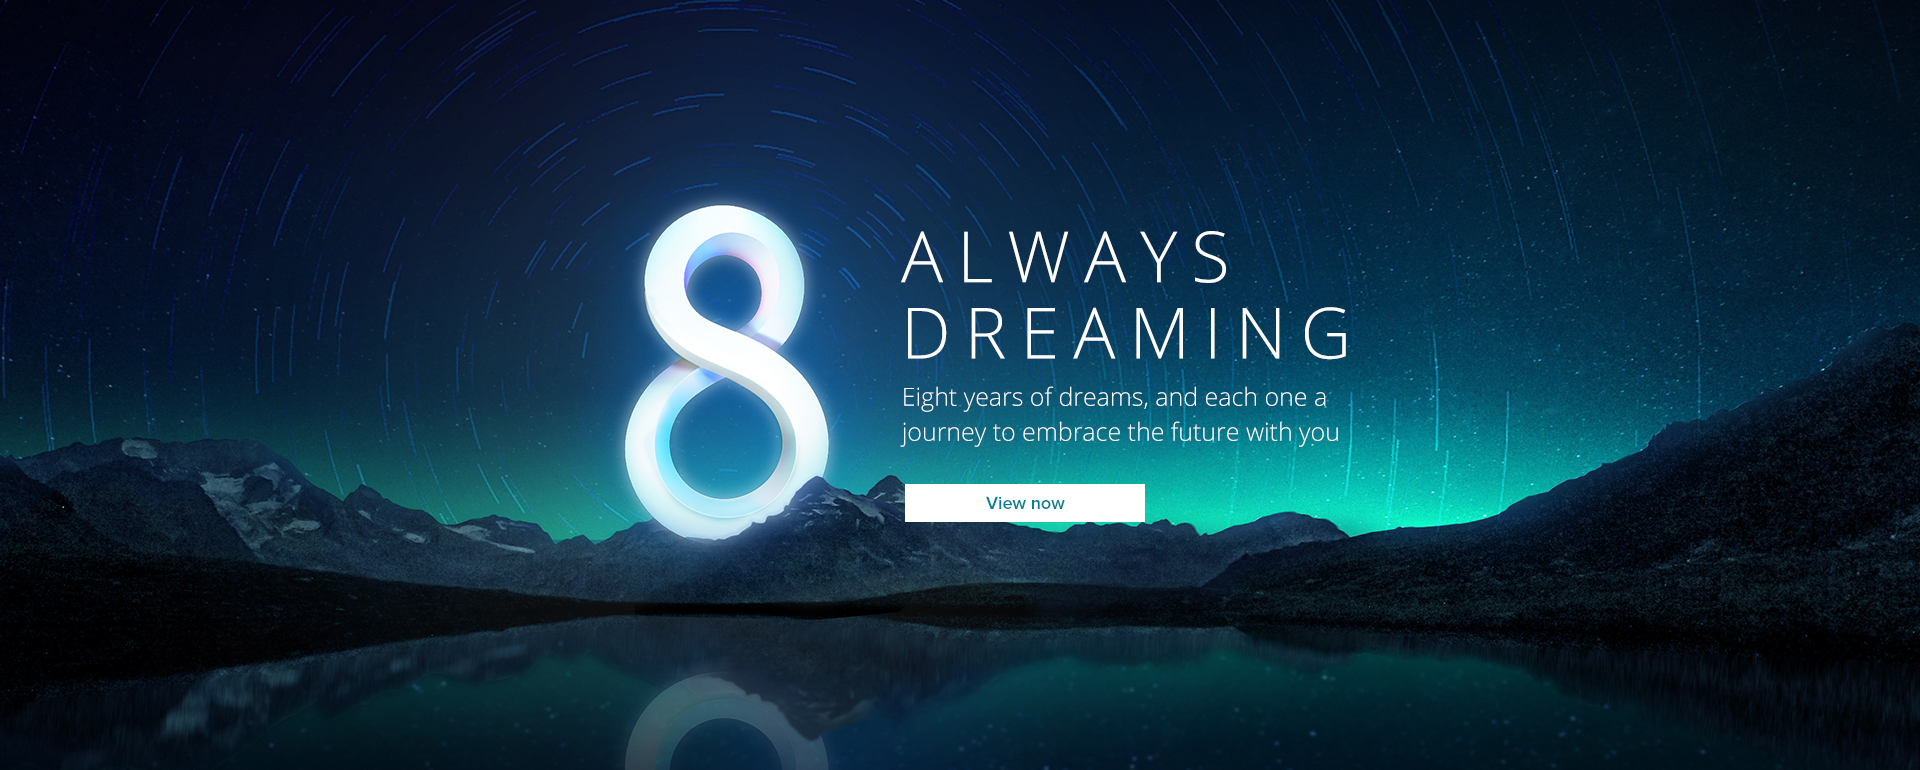 8
ALWAYS
DREAMING
Eight years of dreams, and each one a
journey to embrace the future with you
View now